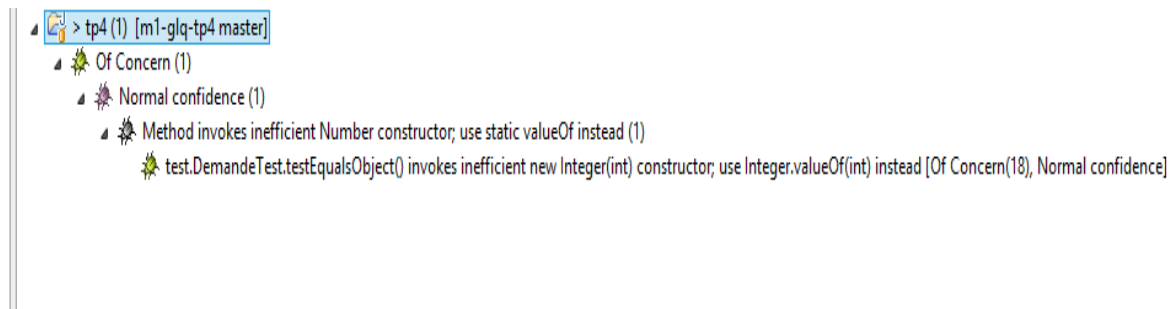 > tp4 (1) [m1-glq-tp4 master]
Of Concern (1)
Normal confidence (1)
Method invokes inefficient Number constructor; use static valueOf instead (1)
test.DemandeTest.testEqualsObject() invokes inefficient new Integer(int) constructor; use Integer.valueOf(int) instead [Of Concern(18), Normal confidence]